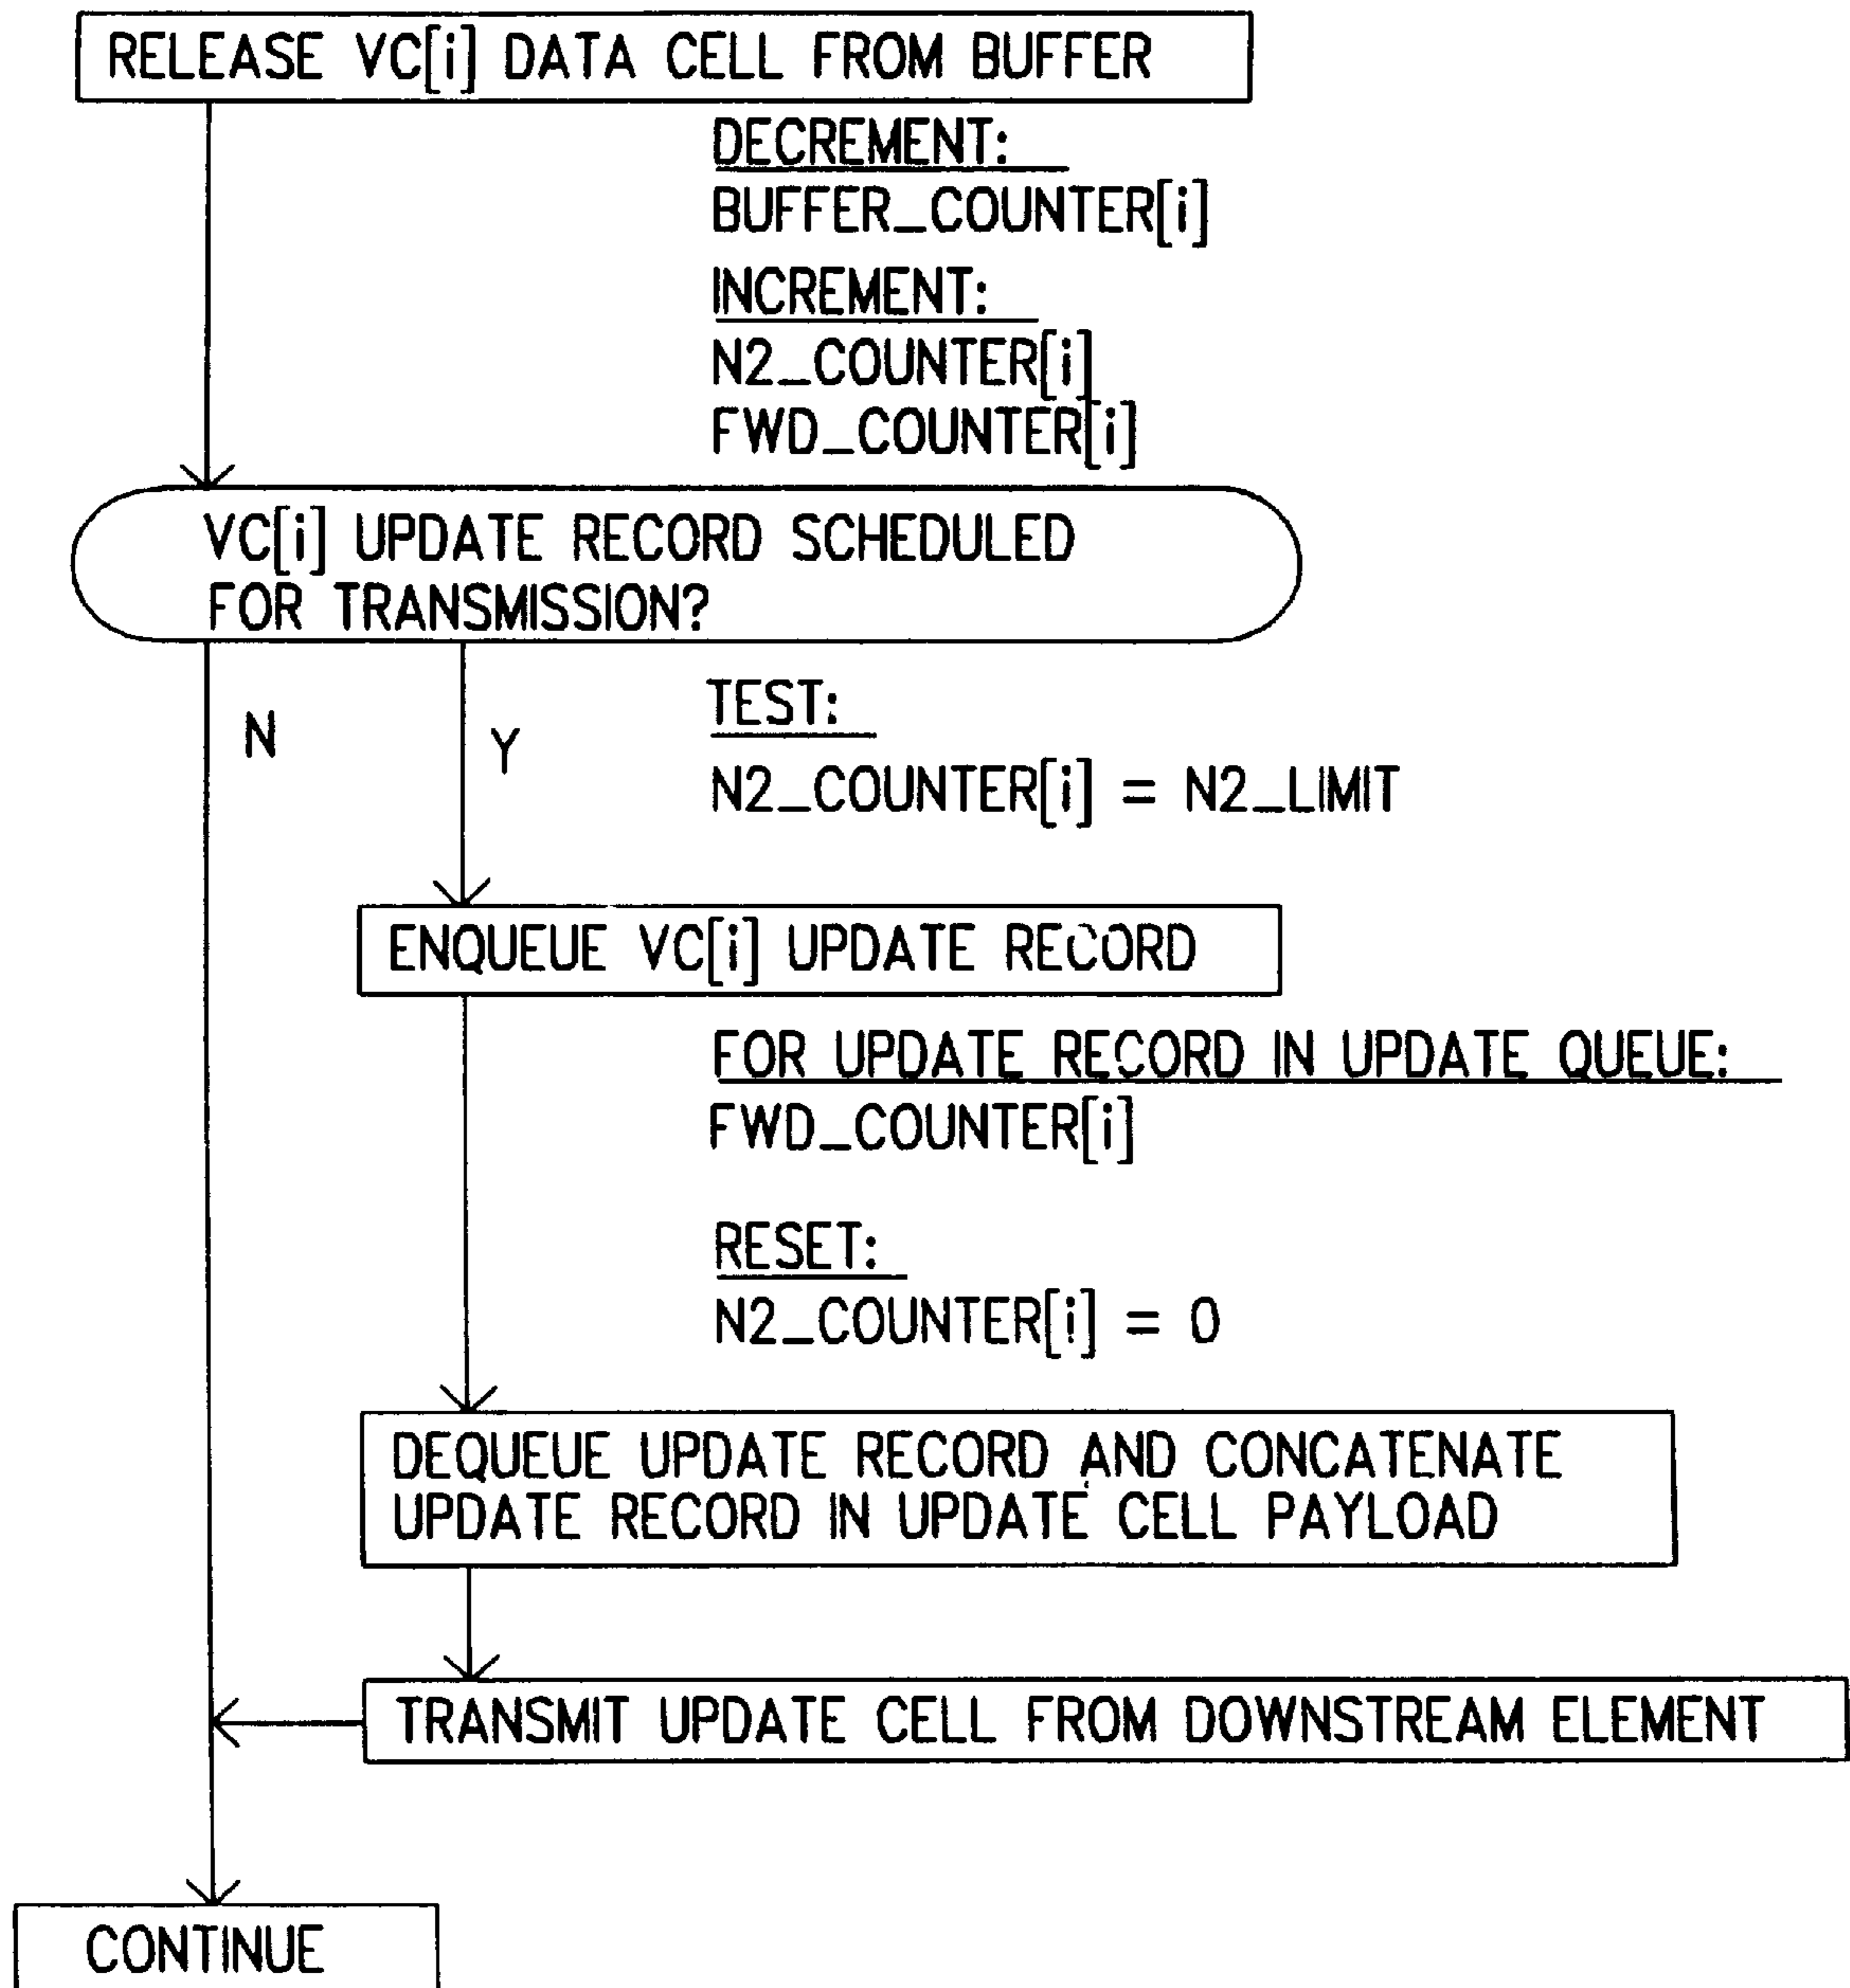 RELEASE VC[i] DATA CELL FROM BUFFER
DECREMENT:
BUFFER_COUNTER[i]
INCREMENT:
N2_COUNTER[i]
FWD_COUNTER[i]
VC[i] UPDATE RECORD SCHEDULED
FOR TRANSMISSION?
N
Y
TEST:
N2_COUNTER[i] = N2_LIMIT
ENQUEUE VC[i] UPDATE RECORD
FOR UPDATE RECORD IN UPDATE QUEUE:
FWD_COUNTER[i]
RESET:
N2_COUNTER[i] = 0
DEQUEUE UPDATE RECORD AND CONCATENATE
UPDATE RECORD IN UPDATE CELL PAYLOAD
TRANSMIT UPDATE CELL FROM DOWNSTREAM ELEMENT
CONTINUE